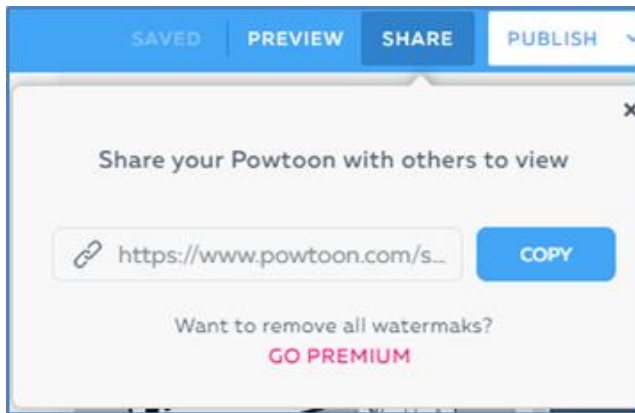 SAVED PREVIEW SHARE PUBLISH
Share your Powtoon with others to view
https://www.powtoon.com/s... COPY
Want to remove all watermaks?
GO PREMIUM